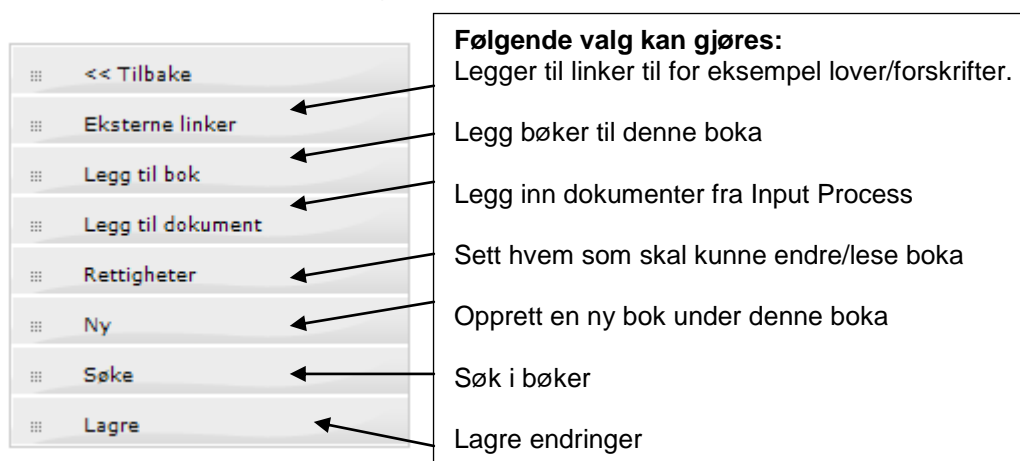 << Tilbake
Eksterne linker
Legg til bok
Legg til dokument
Rettigheter
Ny
Søke
Lagre
Følgende valg kan gjøres:
Legger til linker til for eksempel lover/forskrifter.
Legg bøker til denne boka
Legg inn dokumenter fra Input Process
Sett hvem som skal kunne endre/lese boka
Opprett en ny bok under denne boka
Søk i bøker
Lagre endringer